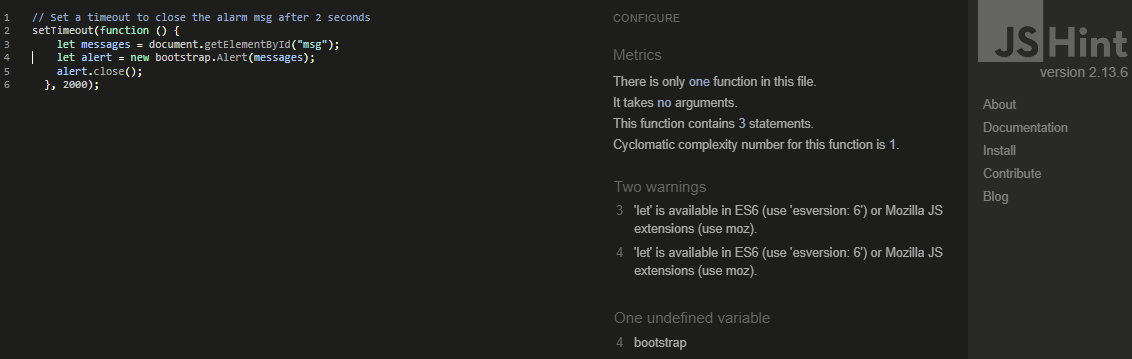 1 // Set a timeout to close the alarm msg after 2 seconds
2 setTimeout(function () {
3 let messages = document.getElementById("msg");
4 let alert = new bootstrap.Alert(messages);
5 alert.close();
6 }, 2000);
CONFIGURE
Metrics
There is only one function in this file.
It takes no arguments.
This function contains 3 statements.
Cyclomatic complexity number for this function is 1.
Two warnings
3 'let' is available in ES6 (use 'esversion: 6') or Mozilla JS
extensions (use moz).
4 'let' is available in ES6 (use 'esversion: 6') or Mozilla JS
extensions (use moz).
One undefined variable
4 bootstrap
JSHint
version 2.13.6
About
Documentation
Install
Contribute
Blog